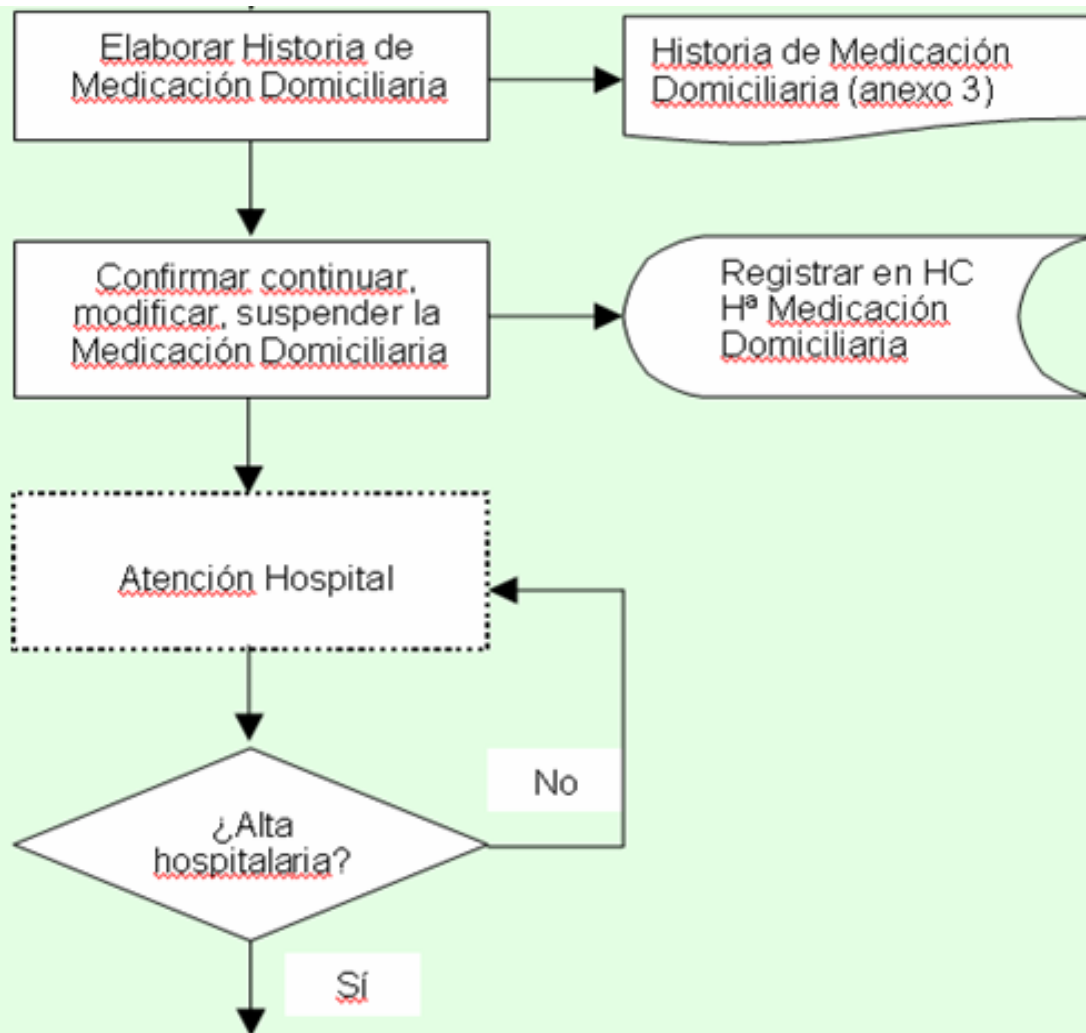 Elaborar Historia de
Medicación Domiciliaria
Historia de Medicación
Domiciliaria (anexo 3)
Confirmar continuar,
modificar, suspender la
Medicación Domiciliaria
Registrar en HC
Hª Medicación
Domiciliaria
Atención Hospital
No
¿Alta
hospitalaria?
Sí